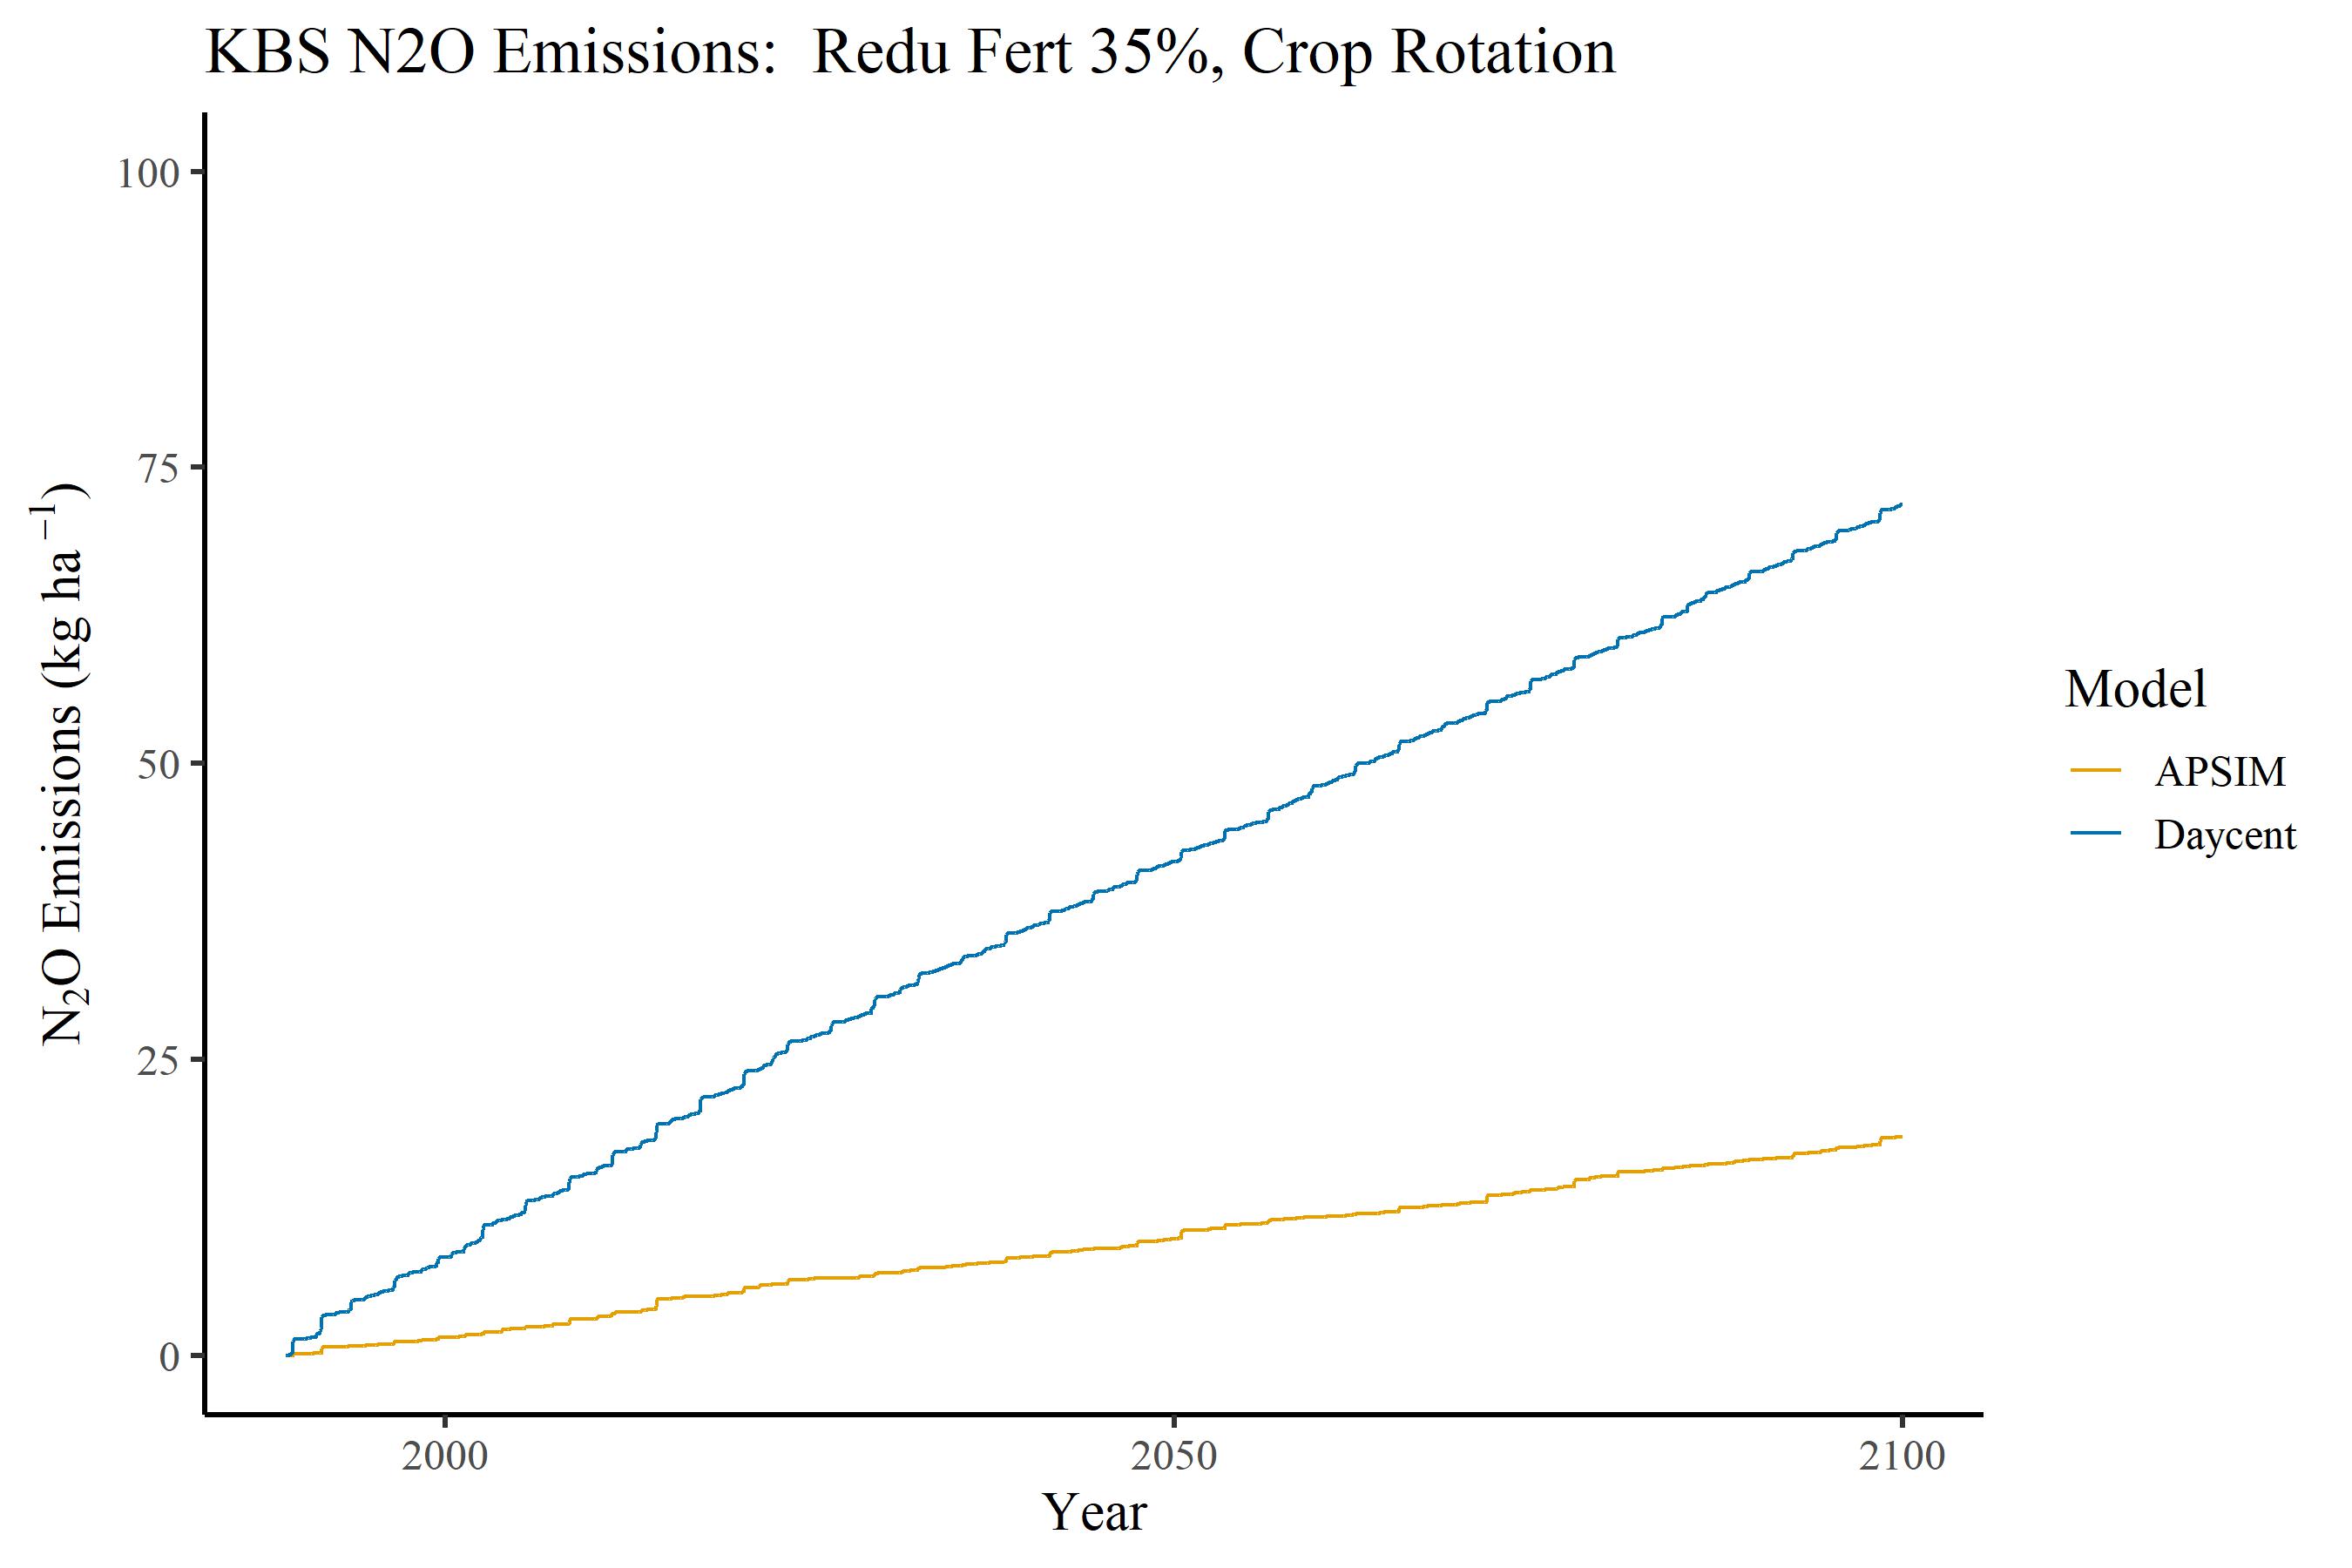 KBS N2O Emissions:  Redu Fert 35%, Crop Rotation
N₂O Emissions (kg ha⁻¹)
100
75
50
25
0
2000
2050
2100
Year
Model
APSIM
Daycent